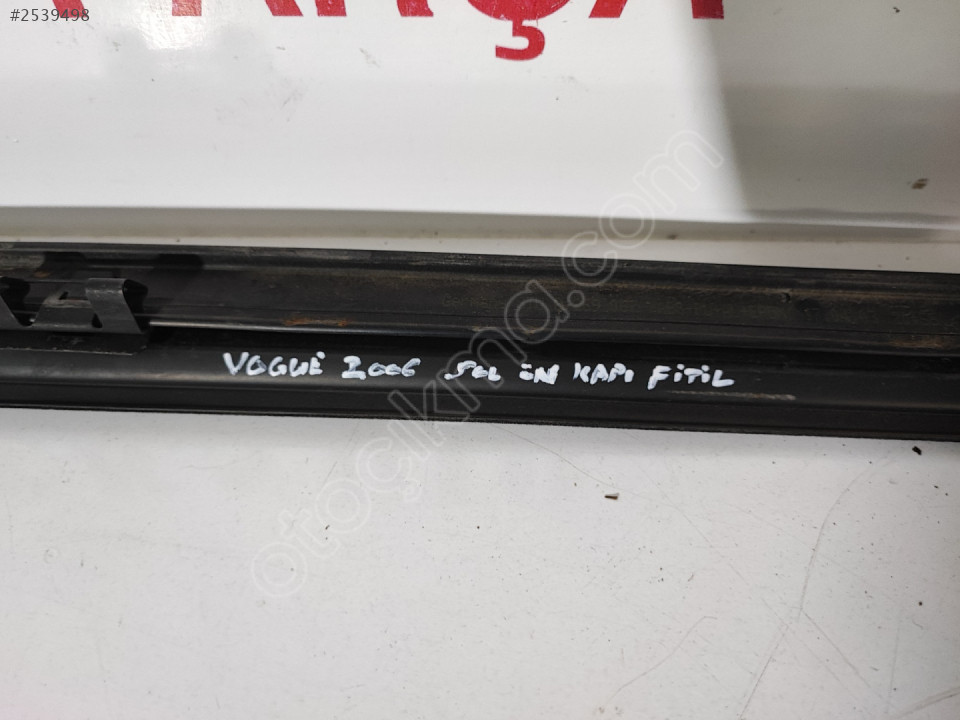 #2539498
VOGUE 2006 SOL ÖN KAPI FİTİL
otoçıkma.com